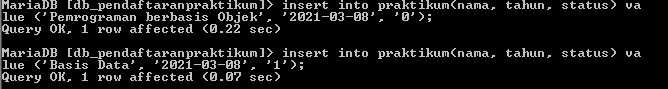 MariaDB [db_pendaftaranpraktikum]> insert into praktikum(nama, tahun, status) va
lue ('Pemrograman berbasis Objek', '2021-03-08', '0');
Query OK, 1 row affected (0.22 sec)
MariaDB [db_pendaftaranpraktikum]> insert into praktikum(nama, tahun, status) va
lue ('Basis Data', '2021-03-08', '1');
Query OK, 1 row affected (0.07 sec)